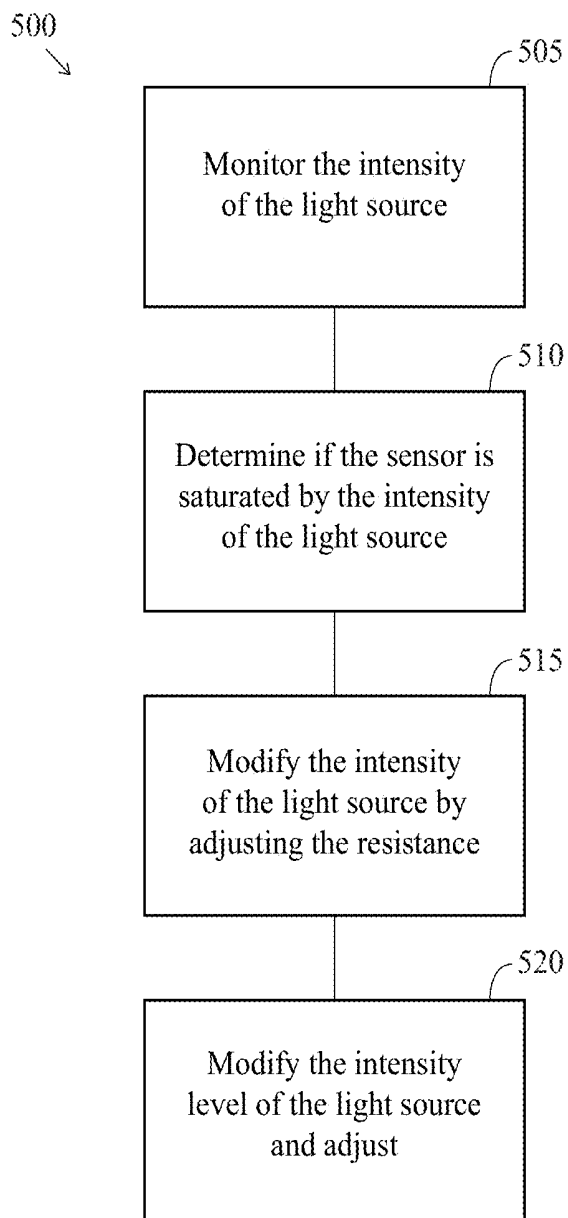 500
505
Monitor the intensity
of the light source
510
Determine if the sensor is
saturated by the intensity
of the light source
515
Modify the intensity
of the light source by
adjusting the resistance
520
Modify the intensity
level of the light source
and adjust